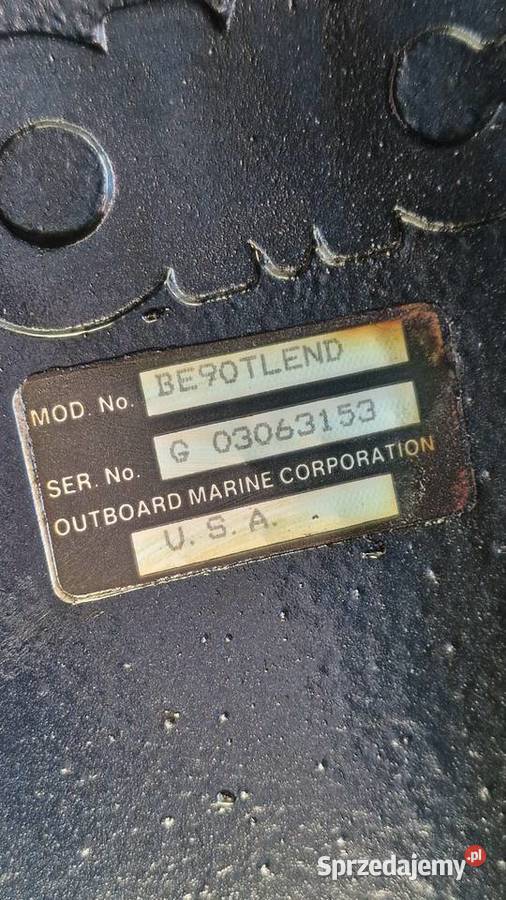 MOD. No. BE90TLEND
SER. No. G 03063153
OUTBOARD MARINE CORPORATION
U.S.A.
Sprzedajemy.pl